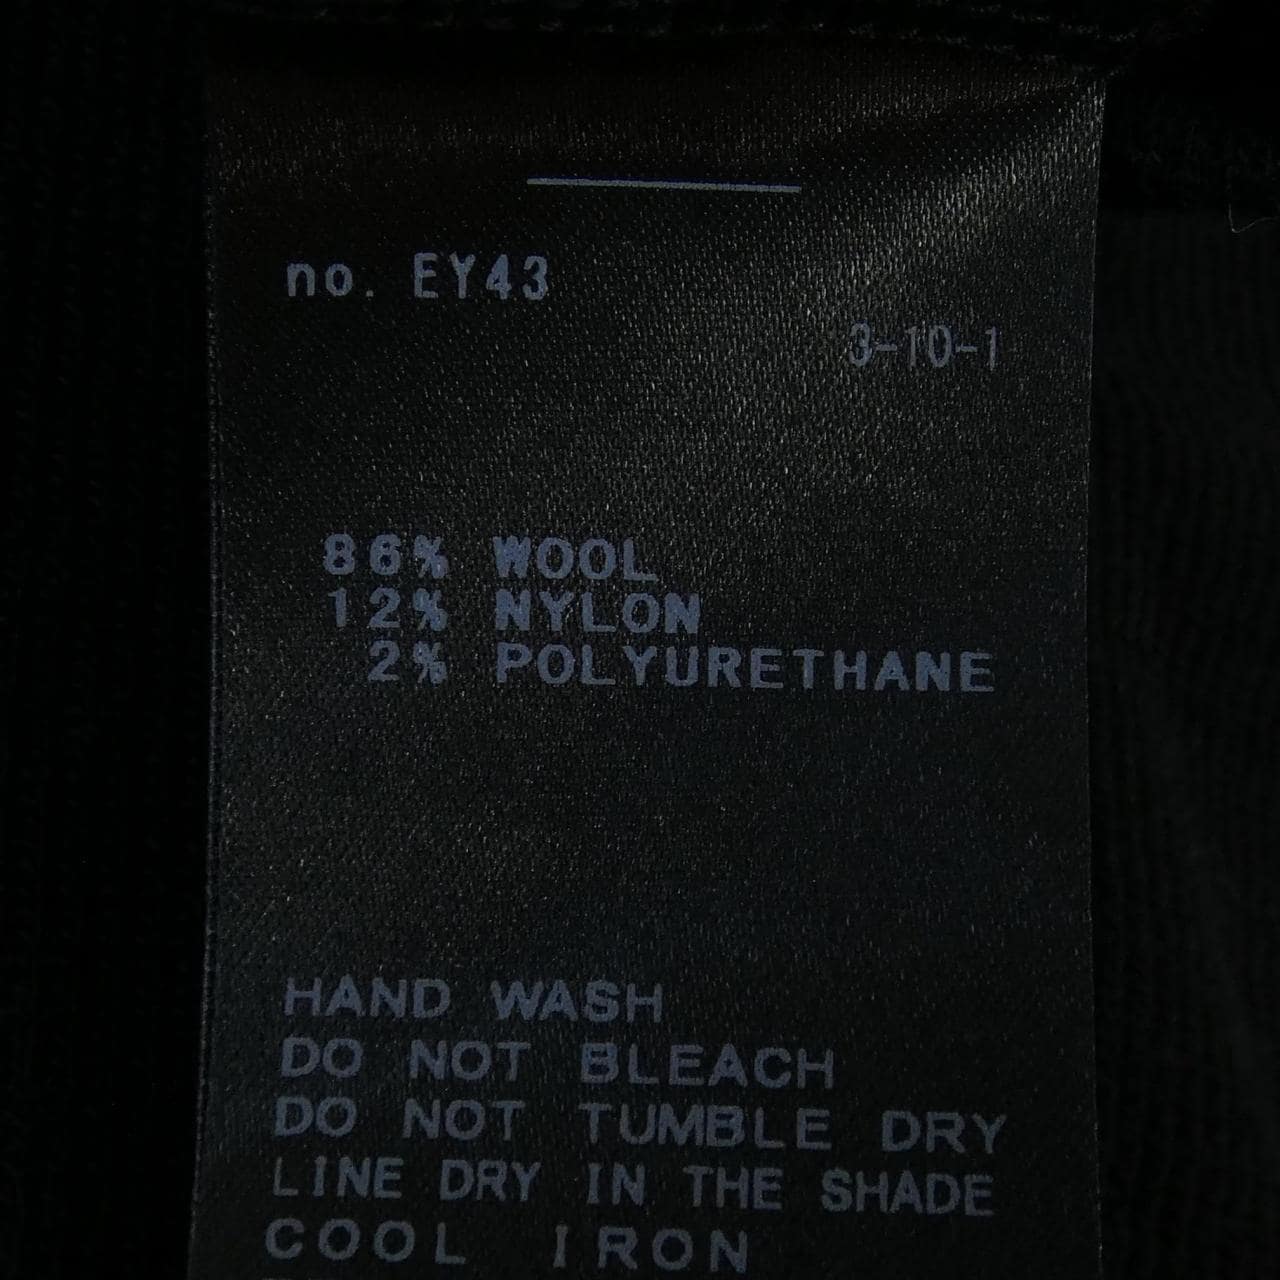 no. EY43
3-10-1
86% WOOL
12% NYLON
2% POLYURETHANE
HAND WASH
DO NOT BLEACH
DO NOT TUMBLE DRY
LINE DRY IN THE SHADE
COOL IRON